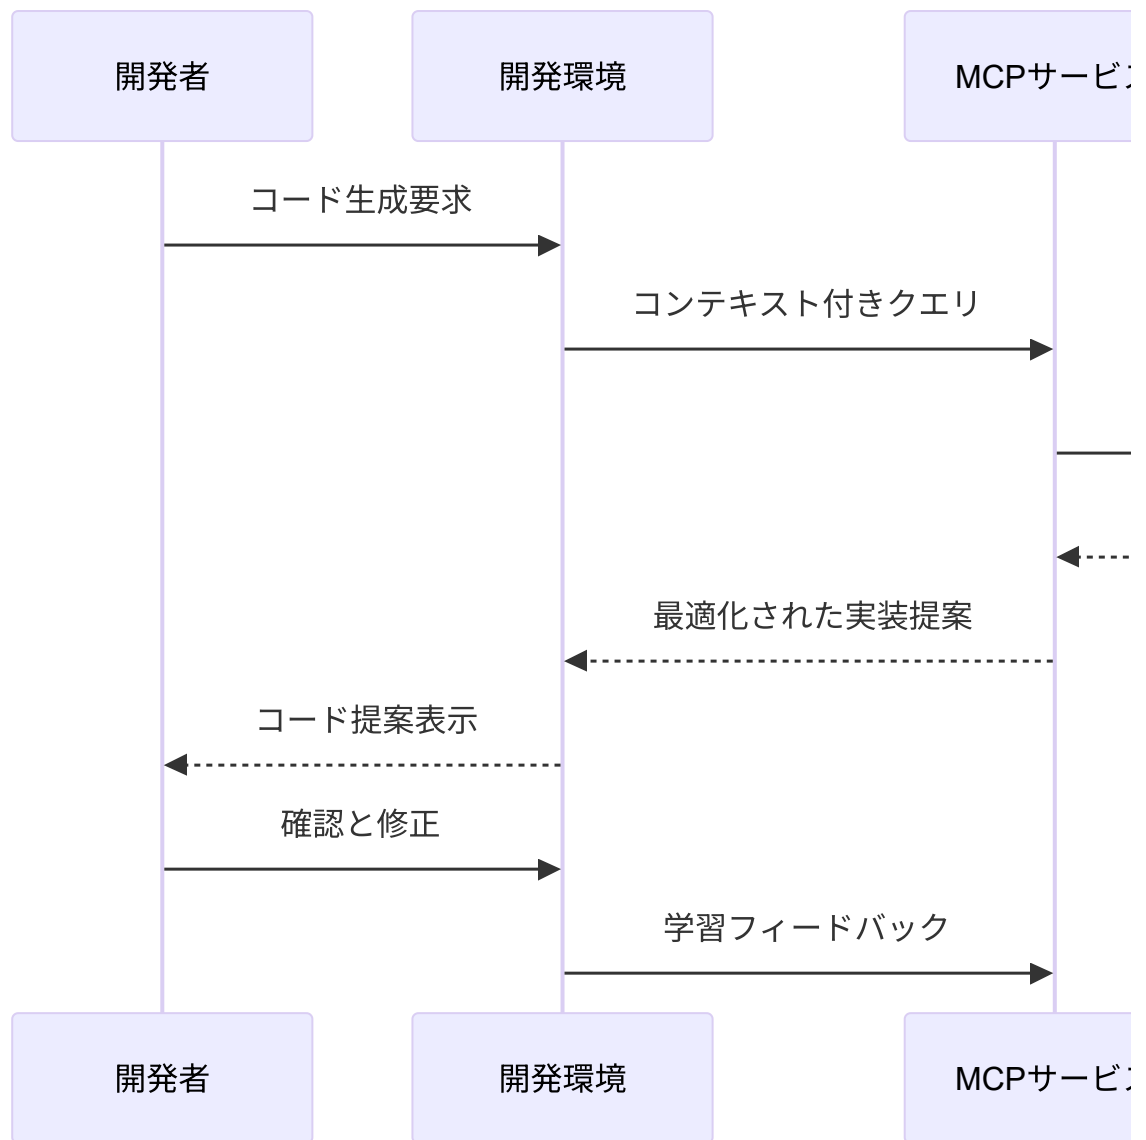 開発者
開発環境
MCPサービ
コード生成要求
コンテキスト付きクエリ
最適化された実装提案
コード提案表示
確認と修正
学習フィードバック
開発者
開発環境
MCPサービ